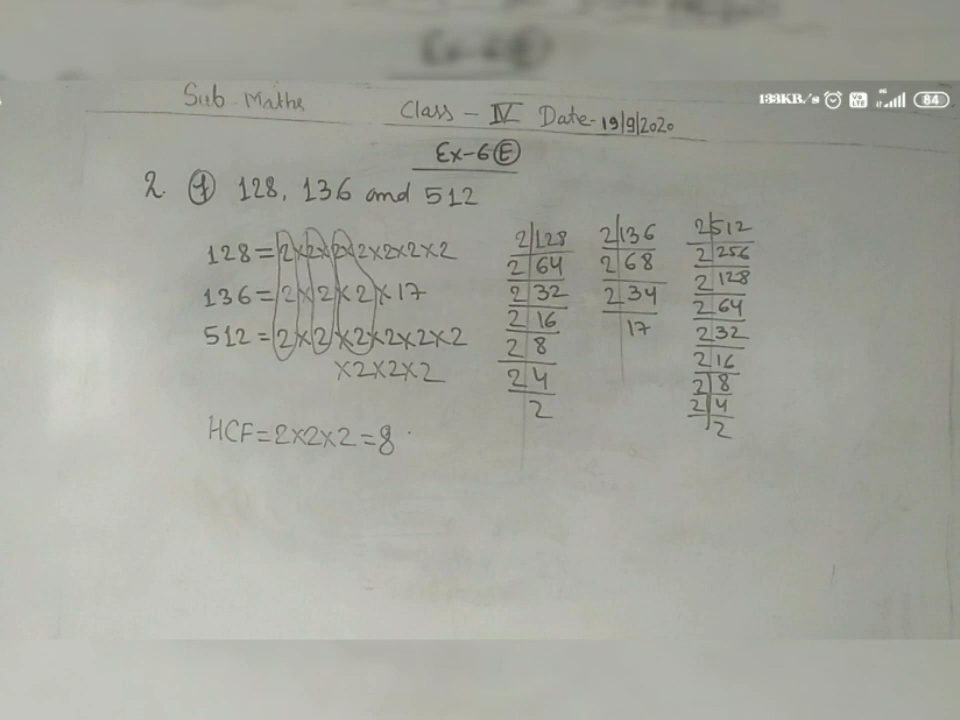 Sub - Maths
Class - IV Date - 19/9/2020
133KB/s Vo LTE 4G 84
Ex-6 E
2. f 128, 136 and 512
128 = 2×2×2×2×2×2×2
136 = 2×2×2×17
512 = 2×2×2×2×2×2
×2×2×2
HCF = 2×2×2 = 8
2 | 128
2 | 64
2 | 32
2 | 16
2 | 8
2 | 4
2
2 | 136
2 | 68
2 | 34
17
2 | 512
2 | 256
2 | 128
2 | 64
2 | 32
2 | 16
2 | 8
2 | 4
2